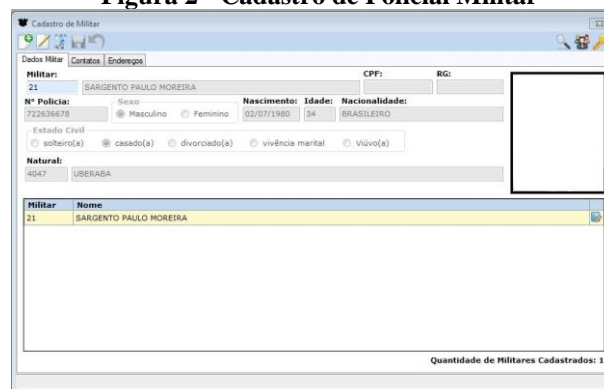 Figura 2 - Cadastro de Policial Militar
Cadastro de Militar
Dados Militar Contatos Endereços
Militar: CPF: RG:
21 SARGENTO PAULO MOREIRA
Nº Policia: Sexo Nascimento: Idade: Nacionalidade:
722636678 Masculino Feminino 02/07/1980 34 BRASILEIRO
Estado Civil
solteiro(a) casado(a) divorciado(a) vivência marital Viúvo(a)
Natural:
4047 UBERABA
Militar Nome
21 SARGENTO PAULO MOREIRA
Quantidade de Militares Cadastrados: 1